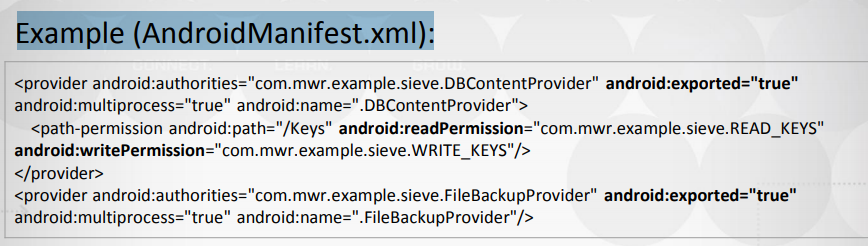 Example (AndroidManifest.xml):
<provider android:authorities="com.mwr.example.sieve.DBContentProvider" android:exported="true"
android:multiprocess="true" android:name=".DBContentProvider">
<path-permission android:path="/Keys" android:readPermission="com.mwr.example.sieve.READ_KEYS"
android:writePermission="com.mwr.example.sieve.WRITE_KEYS"/>
</provider>
<provider android:authorities="com.mwr.example.sieve.FileBackupProvider" android:exported="true"
android:multiprocess="true" android:name=".FileBackupProvider"/>